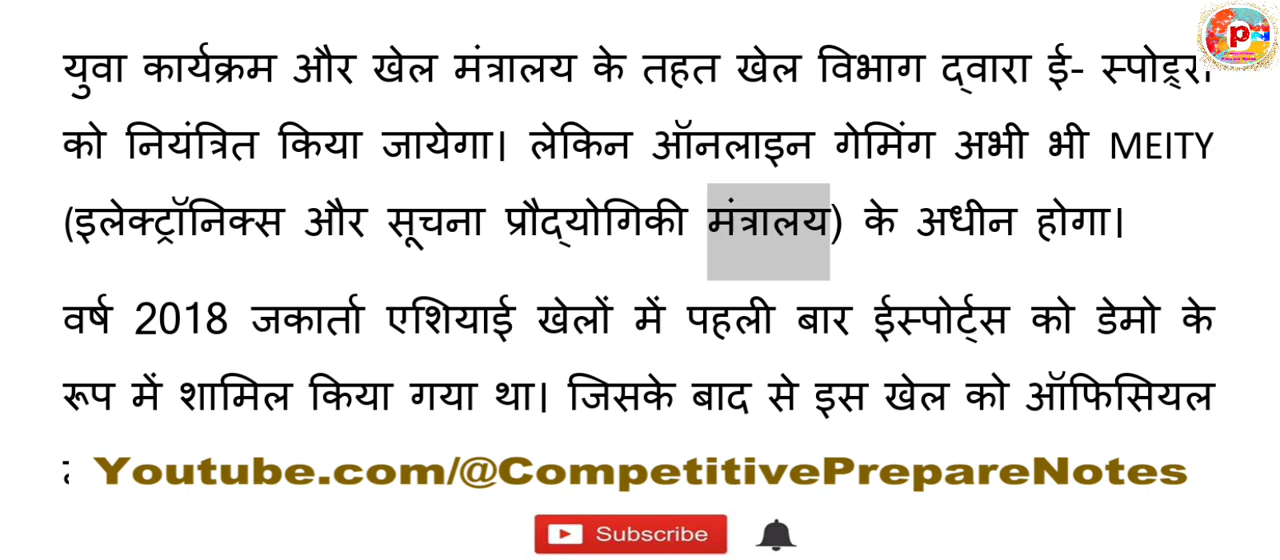 युवा कार्यक्रम और खेल मंत्रालय के तहत खेल विभाग द्वारा ई-
को नियंत्रित किया जायेगा। लेकिन ऑनलाइन गेमिंग अभी भी MEITY
(इलेक्ट्रॉनिक्स और सूचना प्रौद्योगिकी मंत्रालय) के अधीन होगा।
वर्ष 2018 जकार्ता एशियाई खेलों में पहली बार ईस्पोर्ट्स को डेमो के
रूप में शामिल किया गया था। जिसके बाद से इस खेल को ऑफिसियल
Youtube.com/@CompetitivePrepareNotes
Subscribe